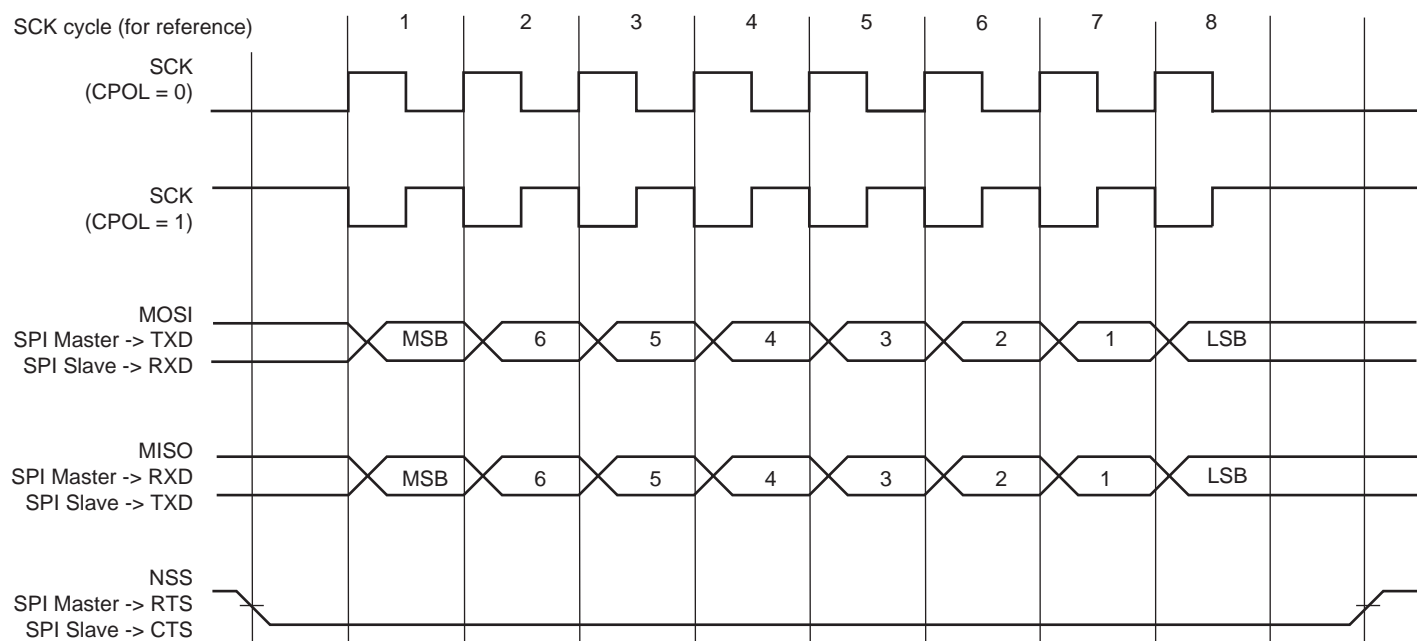 SCK cycle (for reference)
1 2 3 4 5 6 7 8
SCK
(CPOL = 0)
SCK
(CPOL = 1)
MOSI
SPI Master -> TXD
SPI Slave -> RXD
MSB 6 5 4 3 2 1 LSB
MISO
SPI Master -> RXD
SPI Slave -> TXD
MSB 6 5 4 3 2 1 LSB
NSS
SPI Master -> RTS
SPI Slave -> CTS